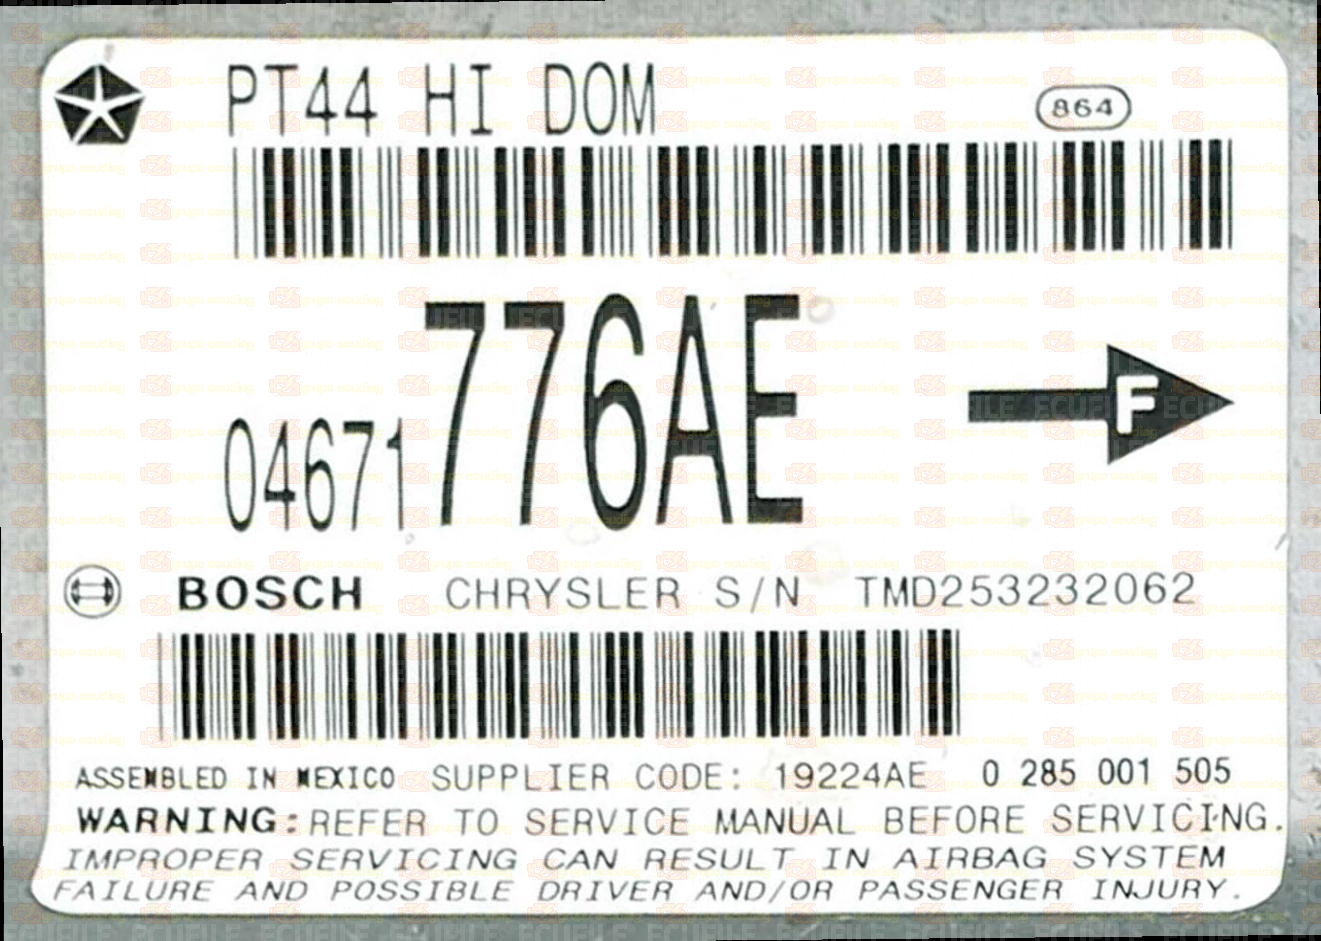 PT44 HI DOM
864
04671776AE
F
BOSCH CHRYSLER S/N TMD253232062
ASSEMBLED IN MEXICO SUPPLIER CODE: 19224AE 0 285 001 505
WARNING: REFER TO SERVICE MANUAL BEFORE SERVICING.
IMPROPER SERVICING CAN RESULT IN AIRBAG SYSTEM
FAILURE AND POSSIBLE DRIVER AND/OR PASSENGER INJURY.